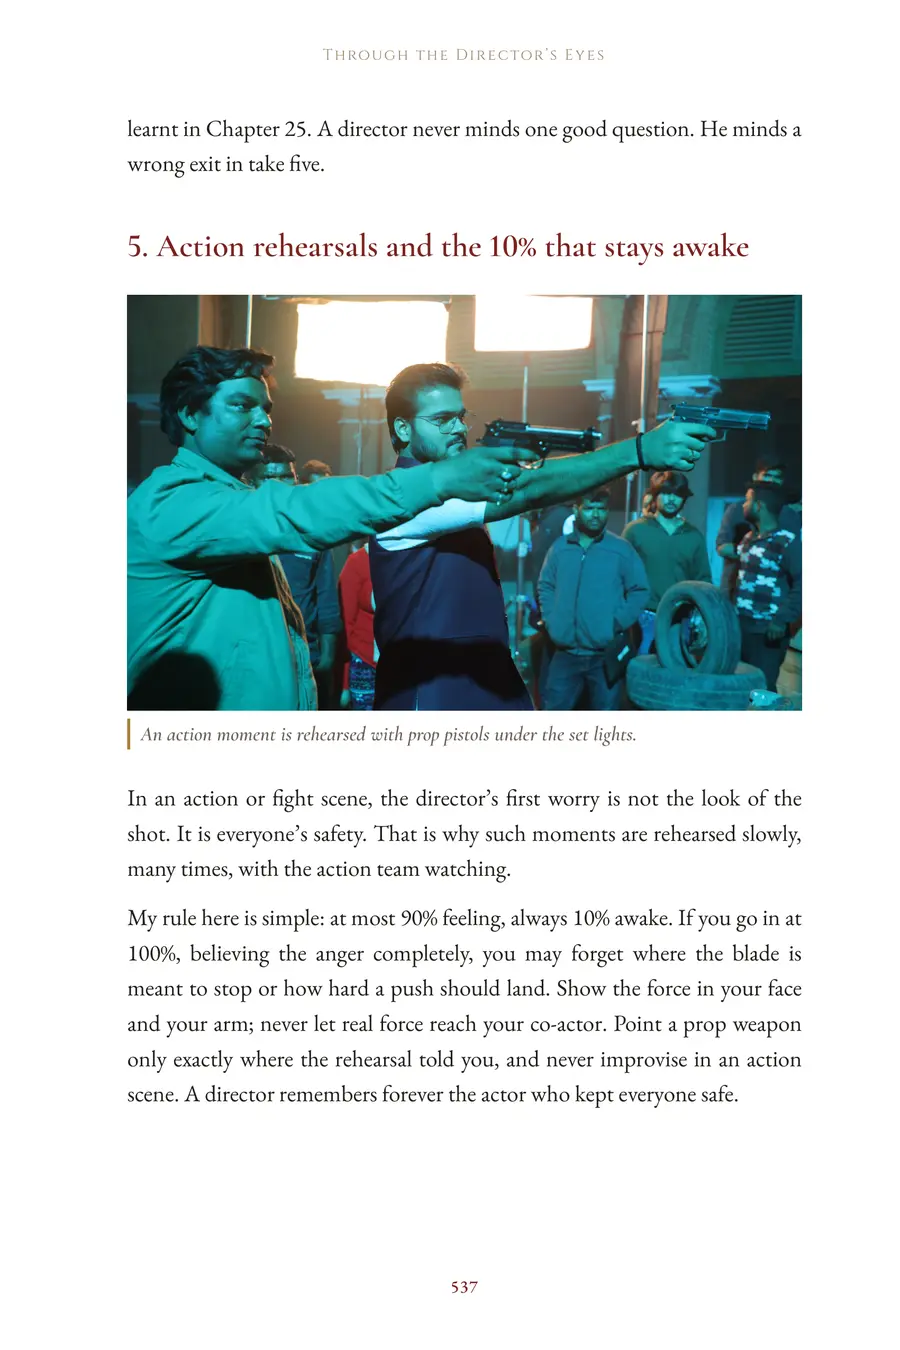 Through the Director's Eyes
learnt in Chapter 25. A director never minds one good question. He minds a
wrong exit in take five.
5. Action rehearsals and the 10% that stays awake
An action moment is rehearsed with prop pistols under the set lights.
In an action or fight scene, the director's first worry is not the look of the
shot. It is everyone's safety. That is why such moments are rehearsed slowly,
many times, with the action team watching.
My rule here is simple: at most 90% feeling, always 10% awake. If you go in at
100%, believing the anger completely, you may forget where the blade is
meant to stop or how hard a push should land. Show the force in your face
and your arm; never let real force reach your co-actor. Point a prop weapon
only exactly where the rehearsal told you, and never improvise in an action
scene. A director remembers forever the actor who kept everyone safe.
537